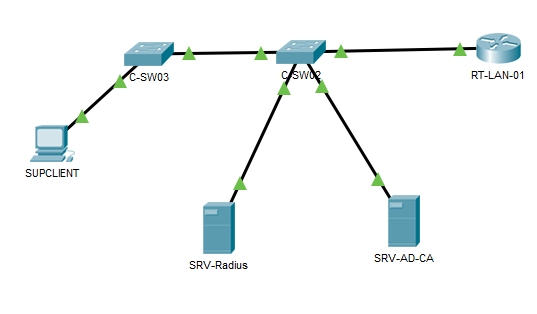 C-SW03
C-SW02
RT-LAN-01
SUPCLIENT
SRV-Radius
SRV-AD-CA